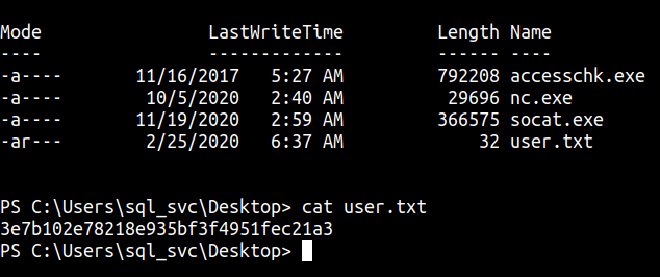 Mode LastWriteTime Length Name
---- ------------- ------ ----
-a---- 11/16/2017 5:27 AM 792208 accesschk.exe
-a---- 10/5/2020 2:40 AM 29696 nc.exe
-a---- 11/19/2020 2:59 AM 366575 socat.exe
-ar--- 2/25/2020 6:37 AM 32 user.txt
PS C:\Users\sql_svc\Desktop> cat user.txt
3e7b102e78218e935bf3f4951fec21a3
PS C:\Users\sql_svc\Desktop>